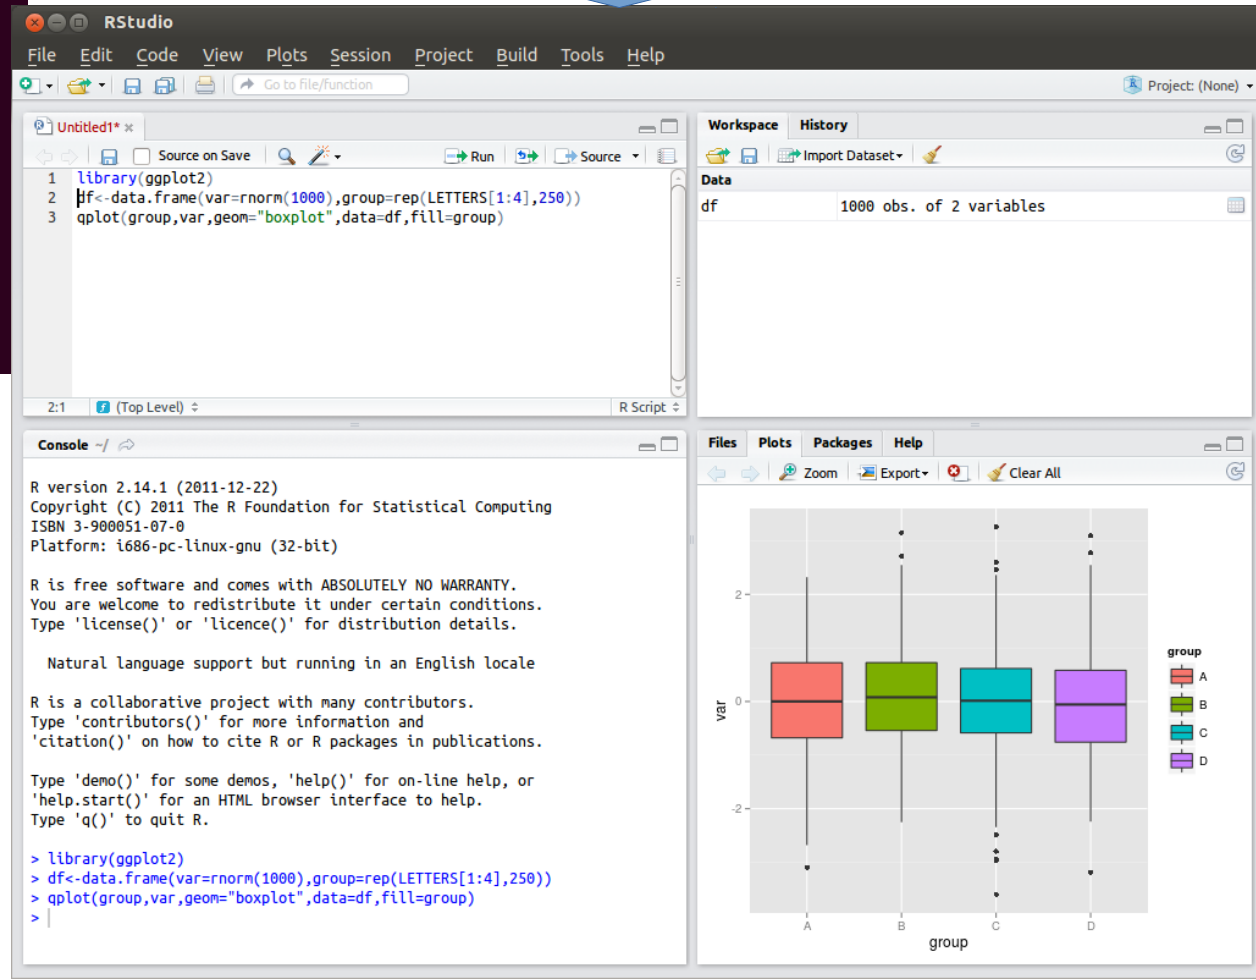 RStudio
File Edit Code View Plots Session Project Build Tools Help
Go to file/function
Project: (None)
Untitled1*
Source on Save
Run
Source
1 library(ggplot2)
2 df<-data.frame(var=rnorm(1000),group=rep(LETTERS[1:4],250))
3 qplot(group,var,geom="boxplot",data=df,fill=group)
2:1 (Top Level) R Script
Workspace History
Import Dataset
Data
df 1000 obs. of 2 variables
Console ~/
R version 2.14.1 (2011-12-22)
Copyright (C) 2011 The R Foundation for Statistical Computing
ISBN 3-900051-07-0
Platform: i686-pc-linux-gnu (32-bit)
R is free software and comes with ABSOLUTELY NO WARRANTY.
You are welcome to redistribute it under certain conditions.
Type 'license()' or 'licence()' for distribution details.
Natural language support but running in an English locale
R is a collaborative project with many contributors.
Type 'contributors()' for more information and
'citation()' on how to cite R or R packages in publications.
Type 'demo()' for some demos, 'help()' for on-line help, or
'help.start()' for an HTML browser interface to help.
Type 'q()' to quit R.
> library(ggplot2)
> df<-data.frame(var=rnorm(1000),group=rep(LETTERS[1:4],250))
> qplot(group,var,geom="boxplot",data=df,fill=group)
>
Files Plots Packages Help
Zoom Export Clear All
2
0
-2
var
A B C D
group
group
A
B
C
D